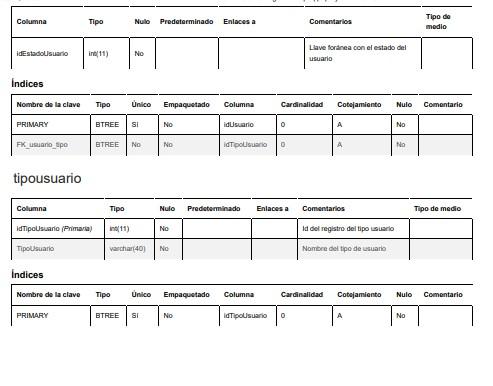 Columna Tipo Nulo Predeterminado Enlaces a Comentarios Tipo de medio
idEstadoUsuario int(11) No Llave foránea con el estado del usuario
Índices
Nombre de la clave Tipo Único Empaquetado Columna Cardinalidad Cotejamiento Nulo Comentario
PRIMARY BTREE Sí No idUsuario 0 A No
FK_usuario_tipo BTREE No No idTipoUsuario 0 A No
tipousuario
Columna Tipo Nulo Predeterminado Enlaces a Comentarios Tipo de medio
idTipoUsuario (Primaria) int(11) No Id del registro del tipo usuario
TipoUsuario varchar(40) No Nombre del tipo de usuario
Índices
Nombre de la clave Tipo Único Empaquetado Columna Cardinalidad Cotejamiento Nulo Comentario
PRIMARY BTREE Sí No idTipoUsuario 0 A No